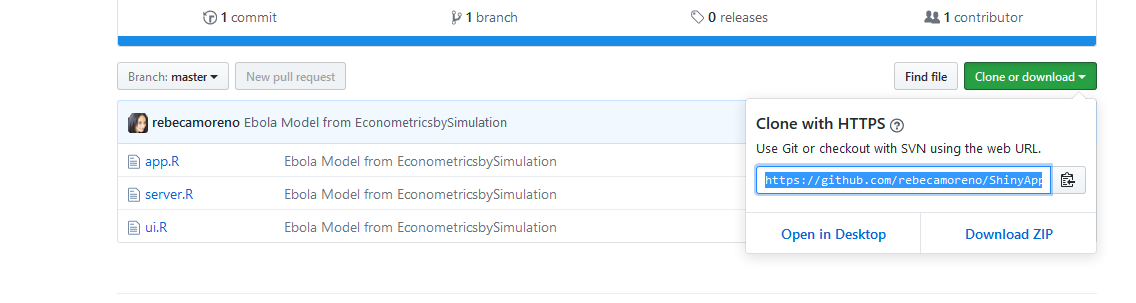 1 commit 1 branch 0 releases 1 contributor
Branch: master New pull request Find file Clone or download
rebecamoreno Ebola Model from EconometricsbySimulation
app.R Ebola Model from EconometricsbySimulation
server.R Ebola Model from EconometricsbySimulation
ui.R Ebola Model from EconometricsbySimulation
Clone with HTTPS ?
Use Git or checkout with SVN using the web URL.
https://github.com/rebecamoreno/ShinyApp
Open in Desktop Download ZIP